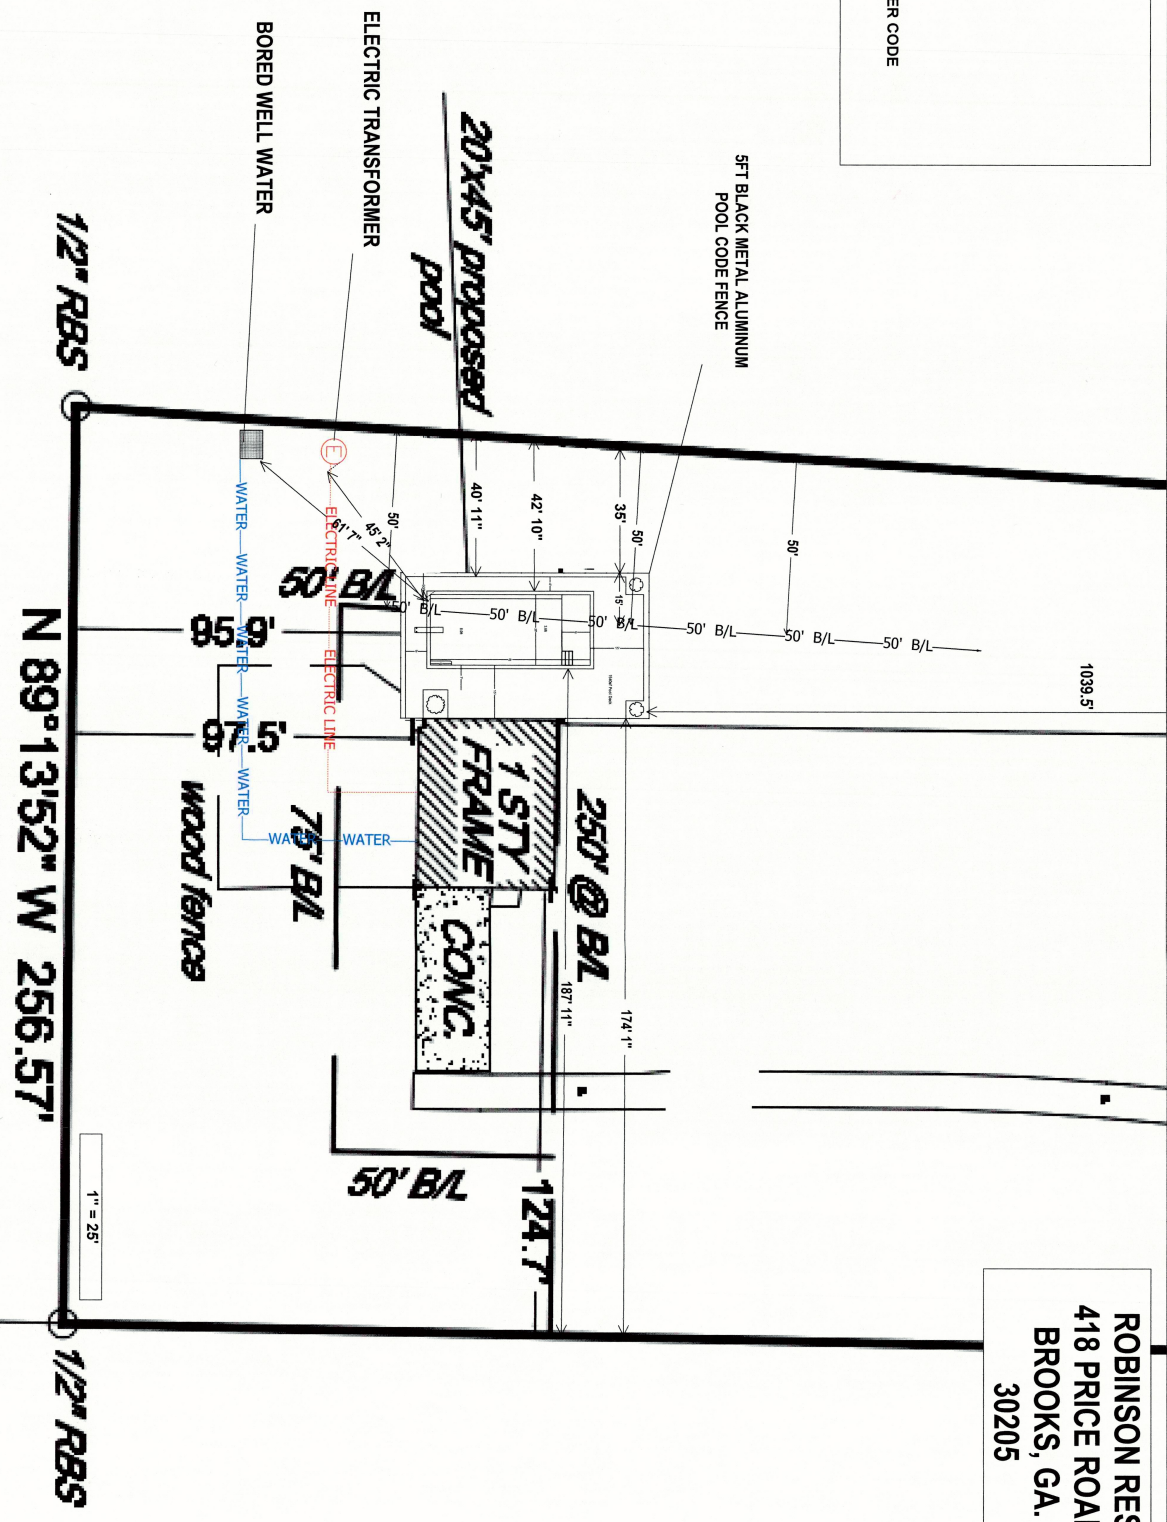 ER CODE
5FT BLACK METAL ALUMINUM
POOL CODE FENCE
20'x45' proposed
pool
ELECTRIC TRANSFORMER
BORED WELL WATER
1/2" RBS
1039.5'
50'
50'
35'
15'
42' 10"
40' 11"
50'
45' 2"
61' 7"
E
50' B/L
50' B/L
50' B/L
50' B/L
50' B/L
50' B/L
50' B/L
ELECTRIC LINE
ELECTRIC LINE
WATER
WATER
WATER
WATER
WATER
WATER
WATER
95.9'
97.5'
1 STY
FRAME
CONC.
250' @ B/L
75' B/L
wood fence
187' 11"
174' 1"
50' B/L
124.7'
N 89°13'52" W 256.57'
1" = 25'
1/2" RBS
ROBINSON RES
418 PRICE ROA
BROOKS, GA.
30205